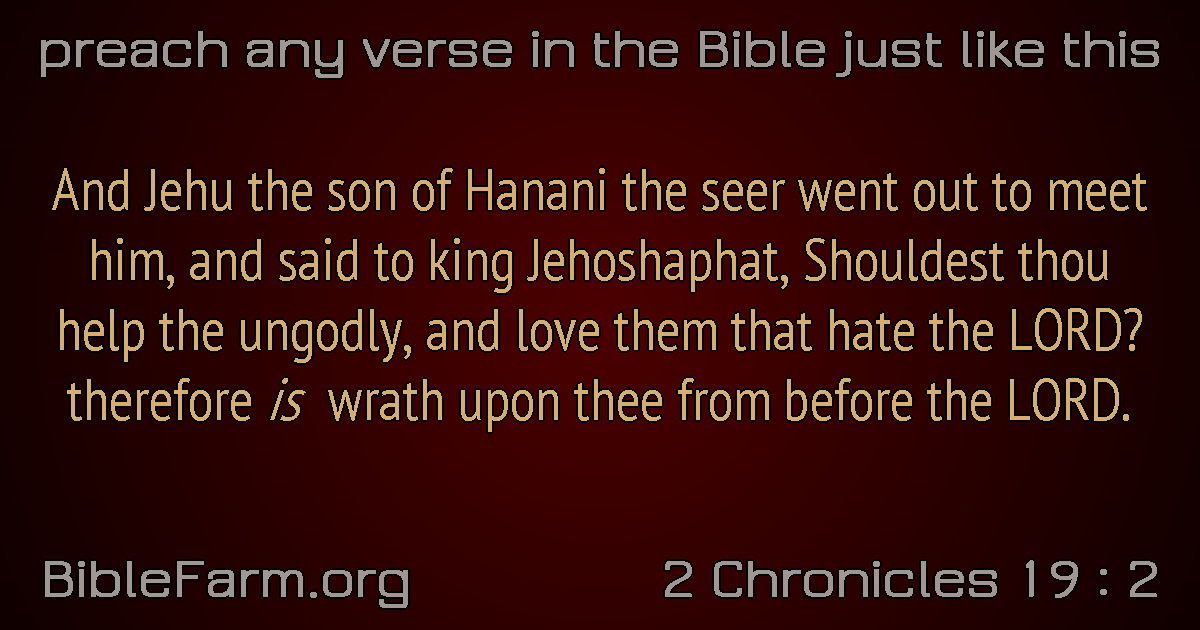 preach any verse in the Bible just like this
And Jehu the son of Hanani the seer went out to meet
him, and said to king Jehoshaphat, Shouldest thou
help the ungodly, and love them that hate the LORD?
therefore is wrath upon thee from before the LORD.
BibleFarm.org
2 Chronicles 19 : 2